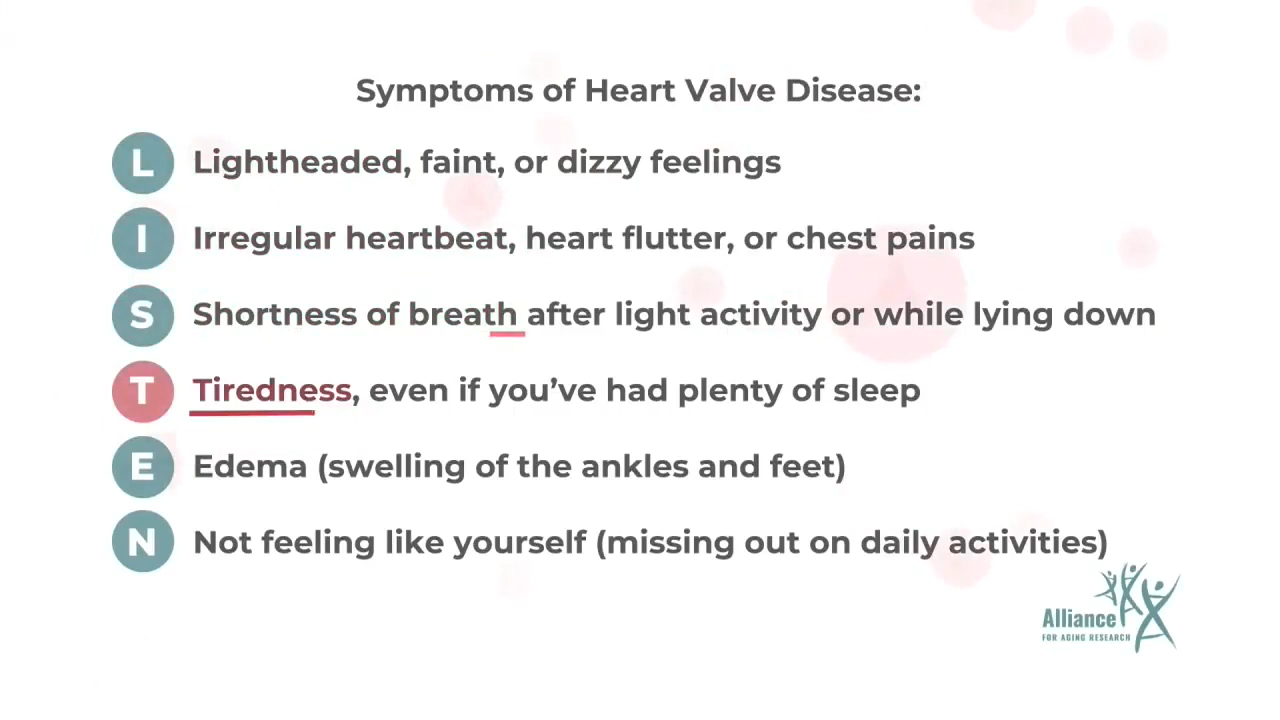 Symptoms of Heart Valve Disease:
L Lightheaded, faint, or dizzy feelings
I Irregular heartbeat, heart flutter, or chest pains
S Shortness of breath after light activity or while lying down
T Tiredness, even if you’ve had plenty of sleep
E Edema (swelling of the ankles and feet)
N Not feeling like yourself (missing out on daily activities)
Alliance
FOR AGING RESEARCH